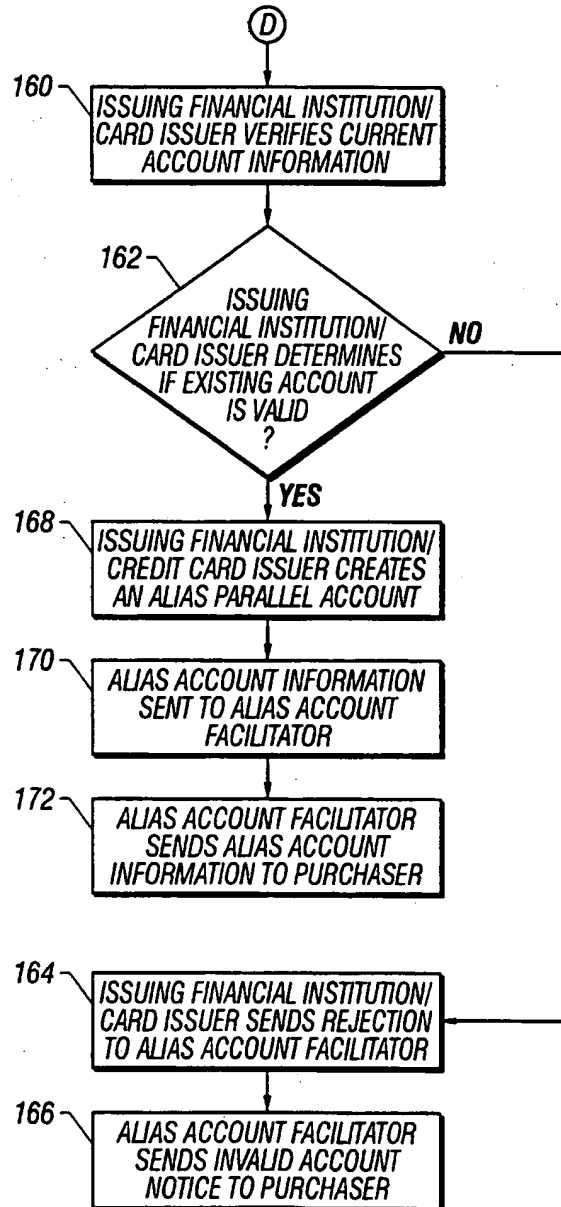 D
160
ISSUING FINANCIAL INSTITUTION/
CARD ISSUER VERIFIES CURRENT
ACCOUNT INFORMATION
162
ISSUING
FINANCIAL INSTITUTION/
CARD ISSUER DETERMINES
IF EXISTING ACCOUNT
IS VALID
?
NO
YES
168
ISSUING FINANCIAL INSTITUTION/
CREDIT CARD ISSUER CREATES
AN ALIAS PARALLEL ACCOUNT
170
ALIAS ACCOUNT INFORMATION
SENT TO ALIAS ACCOUNT
FACILITATOR
172
ALIAS ACCOUNT FACILITATOR
SENDS ALIAS ACCOUNT
INFORMATION TO PURCHASER
164
ISSUING FINANCIAL INSTITUTION/
CARD ISSUER SENDS REJECTION
TO ALIAS ACCOUNT FACILITATOR
166
ALIAS ACCOUNT FACILITATOR
SENDS INVALID ACCOUNT
NOTICE TO PURCHASER